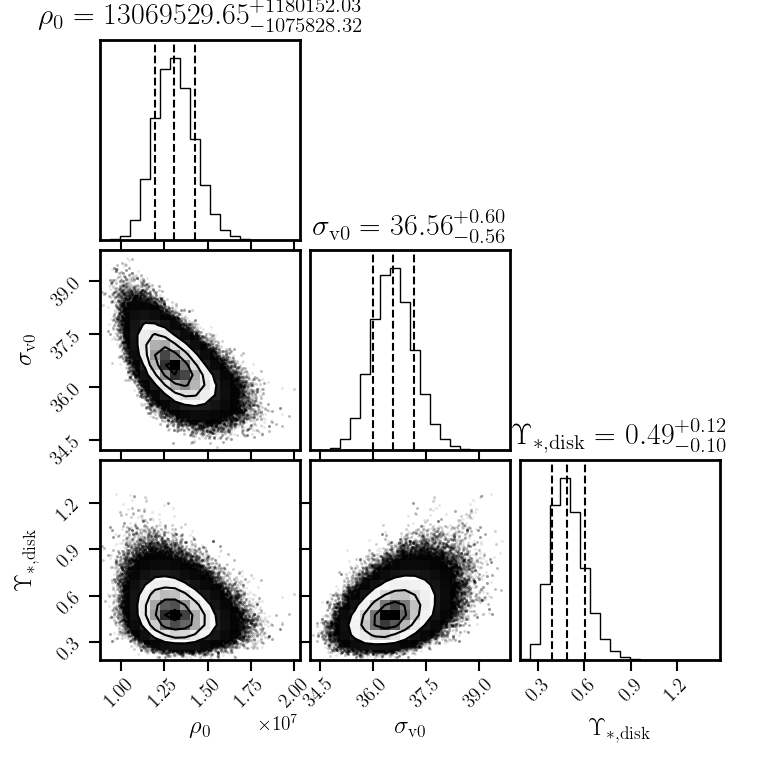 ρ₀ = 13069529.65⁺¹¹⁸⁰¹⁵²·⁰³₋₁₀₇₅₈₂₈.₃₂
σᵥ₀ = 36.56⁺⁰·⁶⁰₋₀.₅₆
39.0
37.5
36.0
34.5
σᵥ₀
ϒ*,disk = 0.49⁺⁰·¹²₋₀.₁₀
1.2
0.9
0.6
0.3
ϒ*,disk
1.00 1.25 1.50 1.75 2.00
×10⁷
ρ₀
34.5 36.0 37.5 39.0
σᵥ₀
0.3 0.6 0.9 1.2
ϒ*,disk